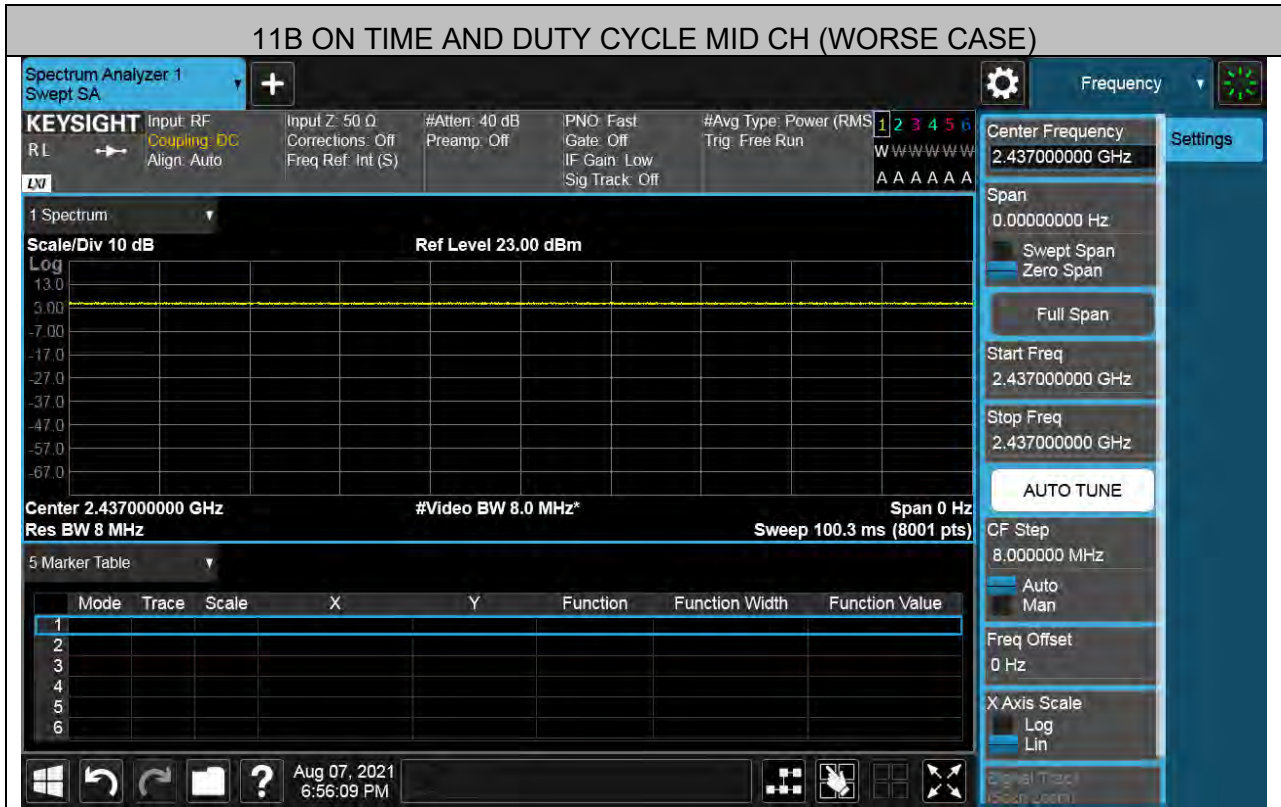 11B ON TIME AND DUTY CYCLE MID CH (WORSE CASE)
Spectrum Analyzer 1
Swept SA
Frequency
KEYSIGHT
RL
LXI
Input: RF
Coupling: DC
Align: Auto
Input Z: 50 Ω
Corrections: Off
Freq Ref: Int (S)
#Atten: 40 dB
Preamp: Off
PNO: Fast
Gate: Off
IF Gain: Low
Sig Track: Off
#Avg Type: Power (RMS
Trig: Free Run
1 2 3 4 5 6
W W W W W W
A A A A A A
Center Frequency
2.437000000 GHz
Settings
Span
0.00000000 Hz
Swept Span
Zero Span
Full Span
Start Freq
2.437000000 GHz
Stop Freq
2.437000000 GHz
AUTO TUNE
CF Step
8.000000 MHz
Auto
Man
Freq Offset
0 Hz
X Axis Scale
Log
Lin
1 Spectrum
Scale/Div 10 dB
Ref Level 23.00 dBm
Log
13.0
3.00
-7.00
-17.0
-27.0
-37.0
-47.0
-57.0
-67.0
Center 2.437000000 GHz
#Video BW 8.0 MHz*
Span 0 Hz
Res BW 8 MHz
Sweep 100.3 ms (8001 pts)
5 Marker Table
Mode Trace Scale X Y Function Function Width Function Value
1
2
3
4
5
6
?
Aug 07, 2021
6:56:09 PM